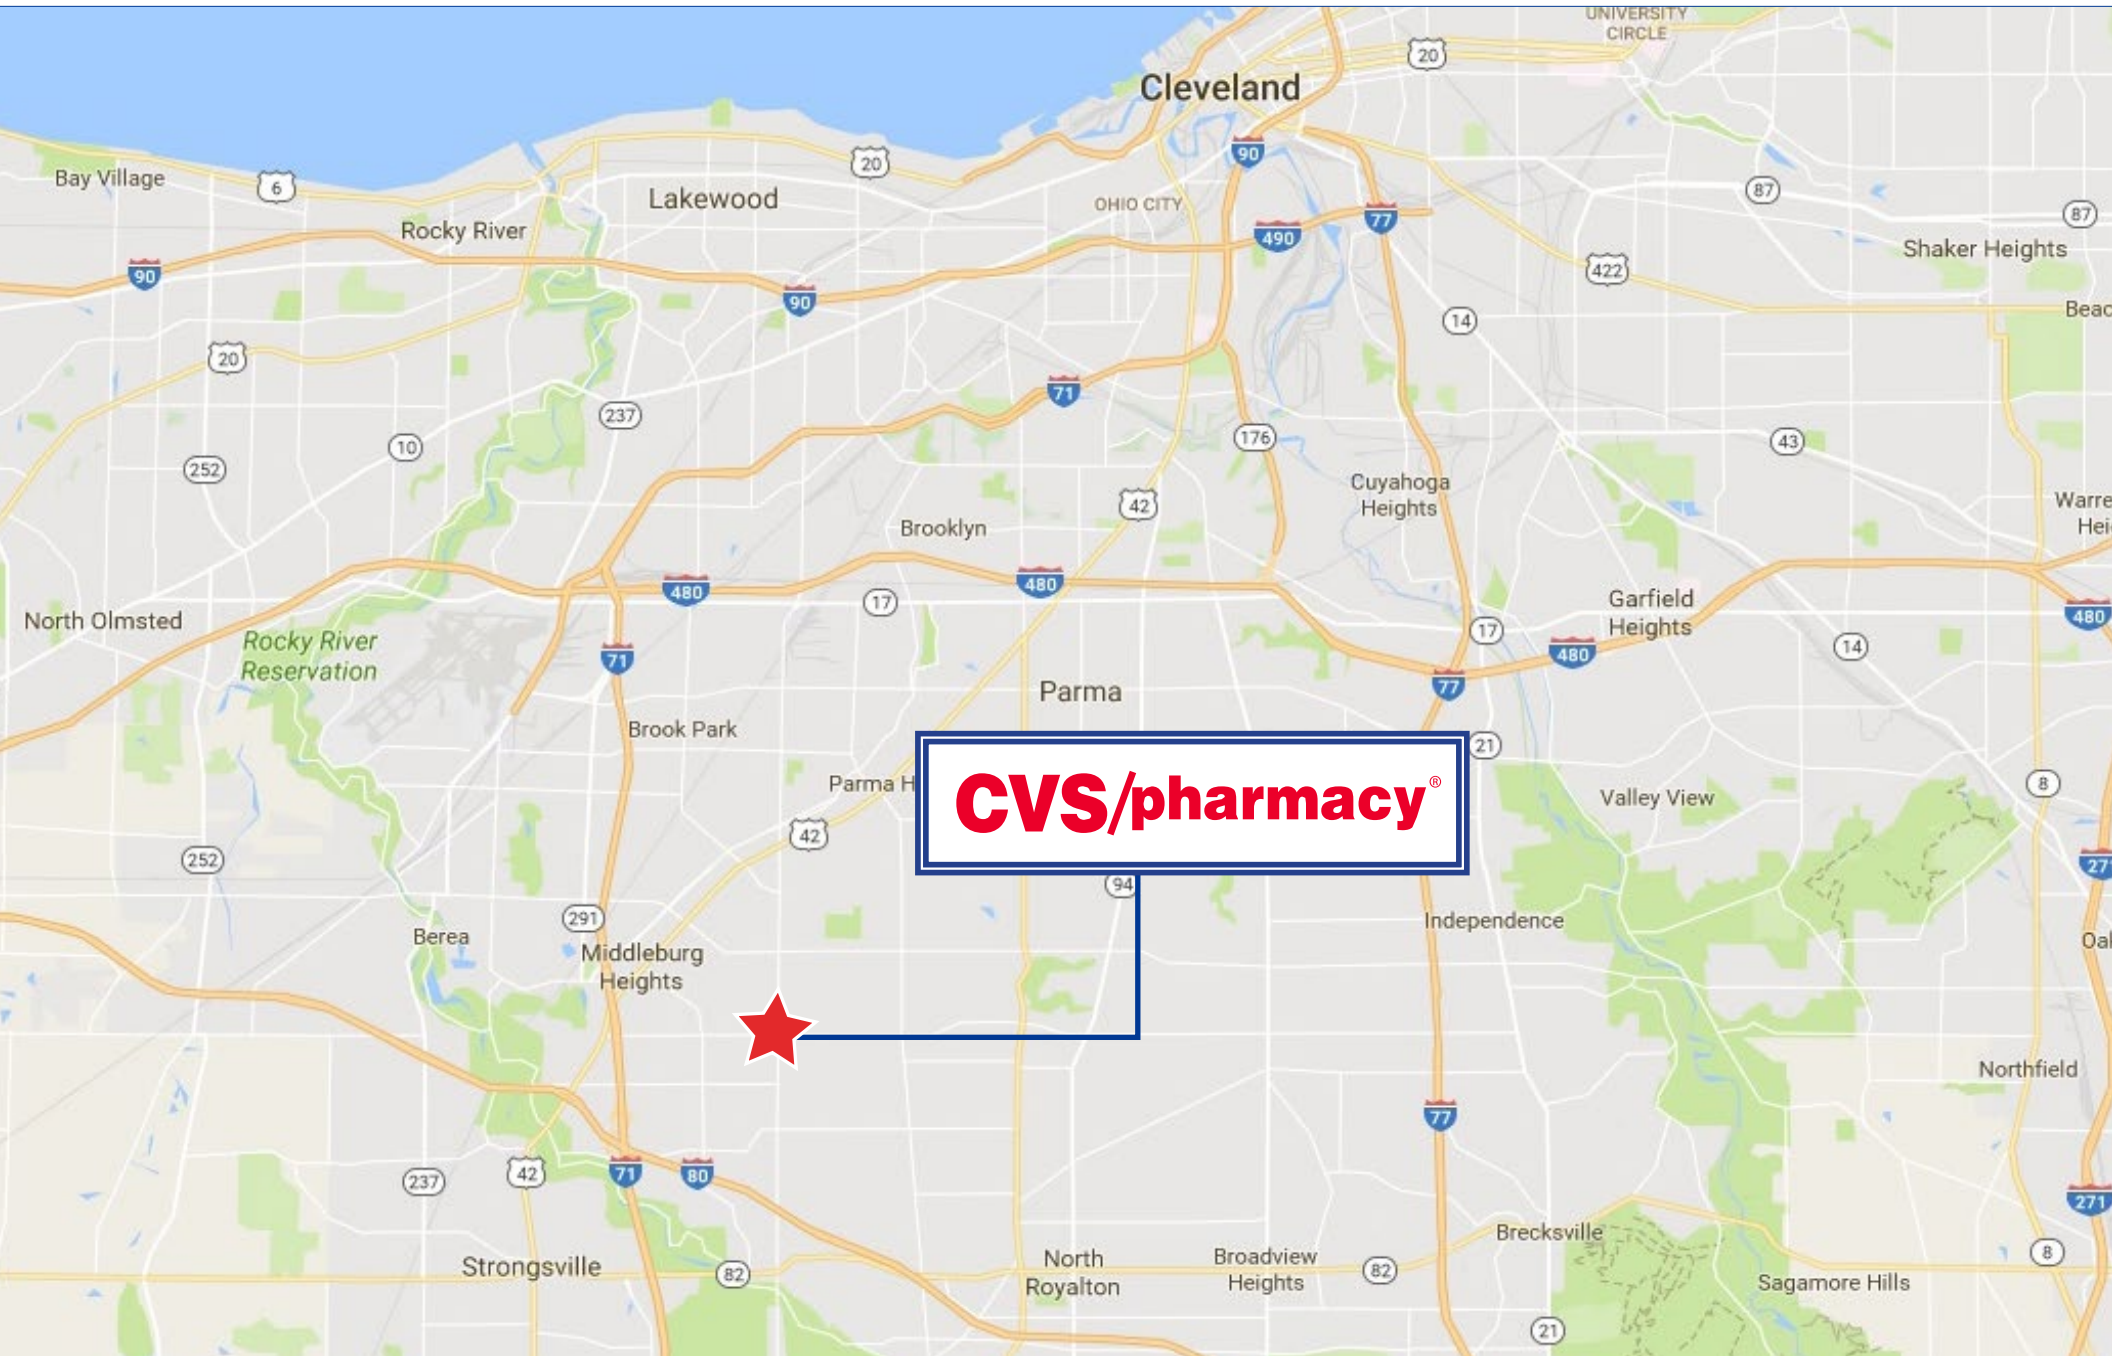 UNIVERSITY
CIRCLE
20
Cleveland
90
Bay Village
6
20
Lakewood
87
OHIO CITY
87
Rocky River
490
77
Shaker Heights
90
422
90
Beac
14
20
71
237
10
176
43
252
Cuyahoga
Heights
42
Warre
Hei
Brooklyn
480
480
17
Garfield
Heights
480
North Olmsted
17
Rocky River
Reservation
71
480
14
77
Parma
Brook Park
21
Parma H
CVS/pharmacy®
Valley View
8
42
252
27
94
291
Independence
Berea
Middleburg
Heights
Oa
Northfield
77
237
42
71
80
271
Brecksville
Strongsville
82
North
Royalton
Broadview
Heights
82
8
Sagamore Hills
21